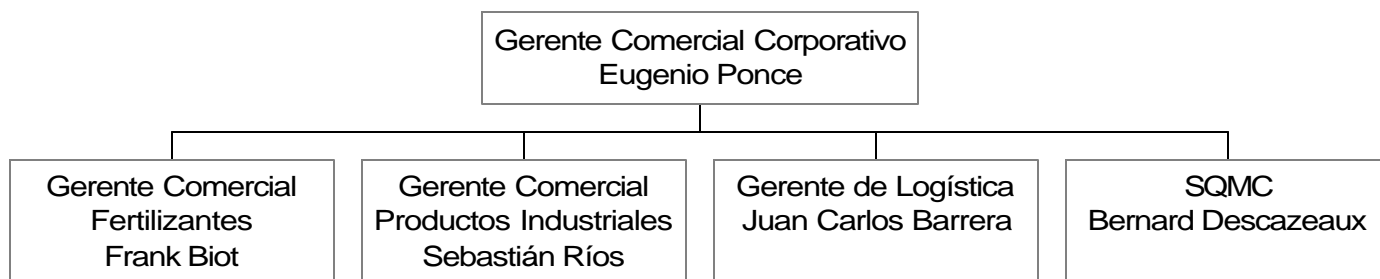 Gerente Comercial Corporativo
Eugenio Ponce
Gerente Comercial
Fertilizantes
Frank Biot
Gerente Comercial
Productos Industriales
Sebastián Ríos
Gerente de Logística
Juan Carlos Barrera
SQMC
Bernard Descazeaux